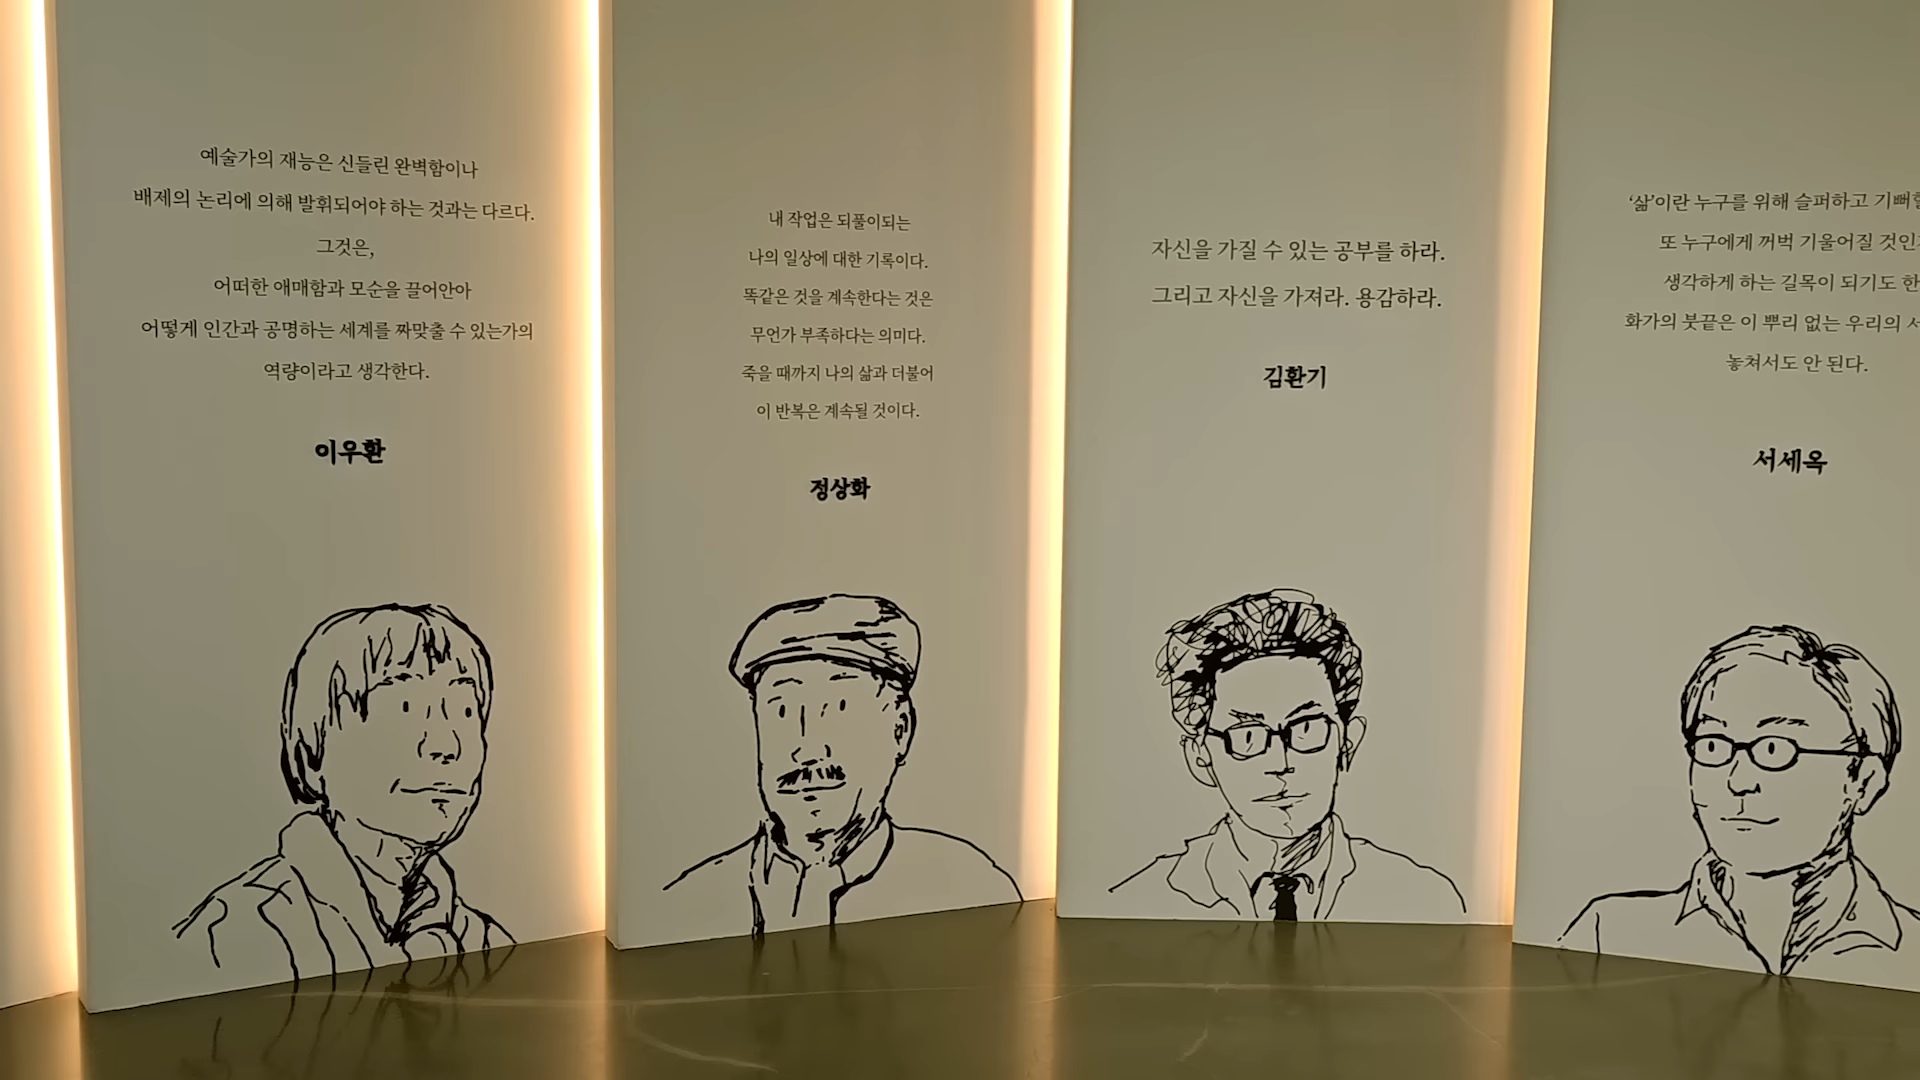 예술가의 재능은 신들린 완벽함이나
배제의 논리에 의해 발휘되어야 하는 것과는 다르다.
그것은,
어떠한 애매함과 모순을 끌어안아
어떻게 인간과 공명하는 세계를 짜맞출 수 있는가의
역량이라고 생각한다.
이우환
내 작업은 되풀이되는
나의 일상에 대한 기록이다.
똑같은 것을 계속한다는 것은
무언가 부족하다는 의미다.
죽을 때까지 나의 삶과 더불어
이 반복은 계속될 것이다.
정상화
자신을 가질 수 있는 공부를 하라.
그리고 자신을 가져라. 용감하라.
김환기
‘삶’이란 누구를 위해 슬퍼하고
또 누구에게 꺼벅 기울어질
생각하게 하는 길목이 되기도
화가의 붓끝은 이 뿌리 없는 우리의
놓쳐서도 안 된다.
서세옥